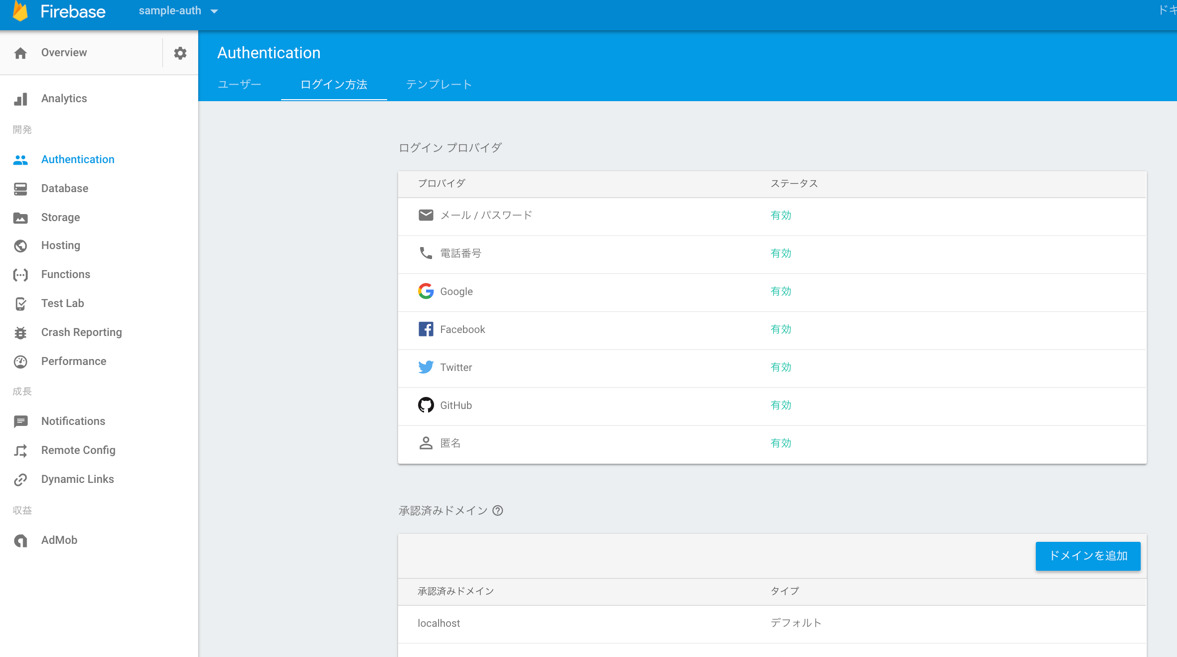 Firebase
sample-auth
ドキ
Overview
Authentication
ユーザー
ログイン方法
テンプレート
Analytics
開発
Authentication
Database
Storage
Hosting
Functions
Test Lab
Crash Reporting
Performance
成長
Notifications
Remote Config
Dynamic Links
収益
AdMob
ログイン プロバイダ
プロバイダ ステータス
メール / パスワード 有効
電話番号 有効
Google 有効
Facebook 有効
Twitter 有効
GitHub 有効
匿名 有効
承認済みドメイン
ドメインを追加
承認済みドメイン タイプ
localhost デフォルト